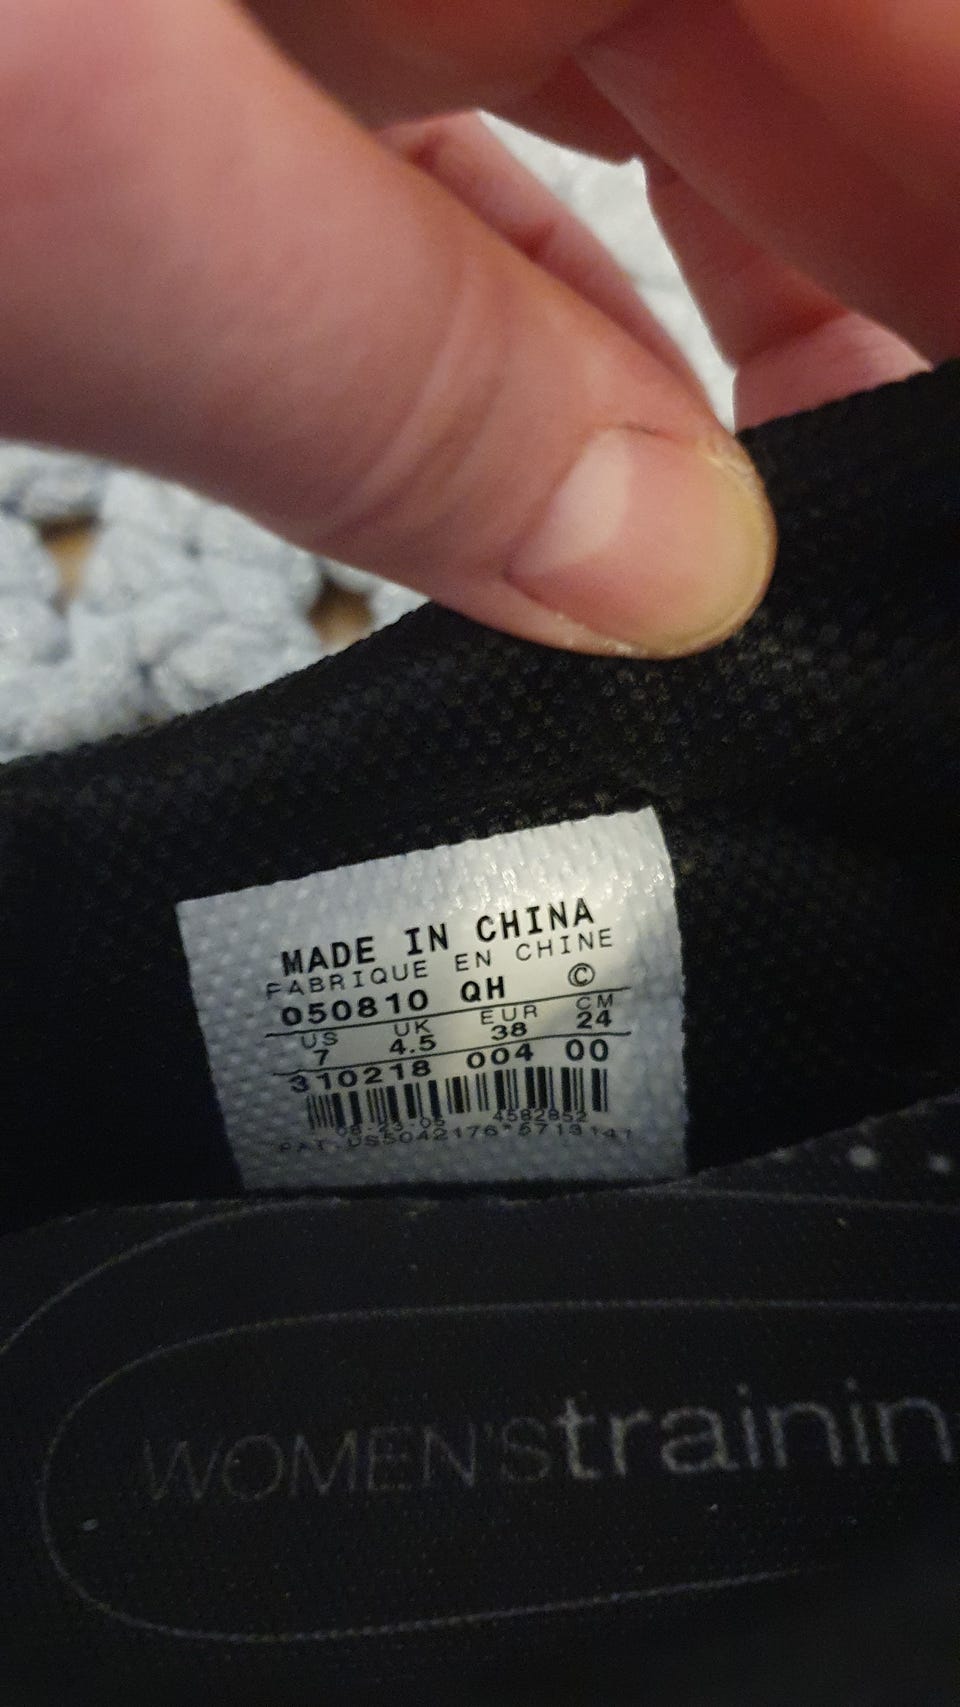 MADE IN CHINA
FABRIQUE EN CHINE
050810 QH ©
US UK EUR CM
7 4.5 38 24
310218 004 00
08-23-05 4582852
PAT. US5042176*5713141
WOMEN'Strainin